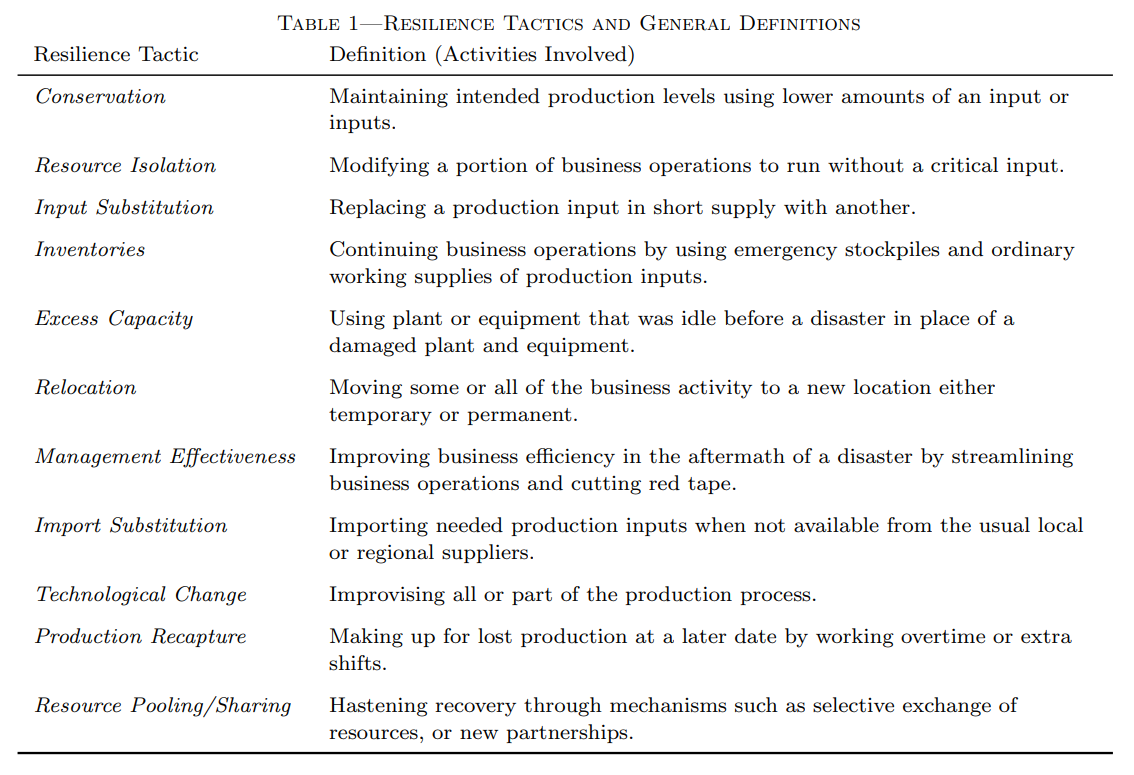 TABLE 1—RESILIENCE TACTICS AND GENERAL DEFINITIONS
Resilience Tactic Definition (Activities Involved)
Conservation Maintaining intended production levels using lower amounts of an input or
inputs.
Resource Isolation Modifying a portion of business operations to run without a critical input.
Input Substitution Replacing a production input in short supply with another.
Inventories Continuing business operations by using emergency stockpiles and ordinary
working supplies of production inputs.
Excess Capacity Using plant or equipment that was idle before a disaster in place of a
damaged plant and equipment.
Relocation Moving some or all of the business activity to a new location either
temporary or permanent.
Management Effectiveness Improving business efficiency in the aftermath of a disaster by streamlining
business operations and cutting red tape.
Import Substitution Importing needed production inputs when not available from the usual local
or regional suppliers.
Technological Change Improvising all or part of the production process.
Production Recapture Making up for lost production at a later date by working overtime or extra
shifts.
Resource Pooling/Sharing Hastening recovery through mechanisms such as selective exchange of
resources, or new partnerships.